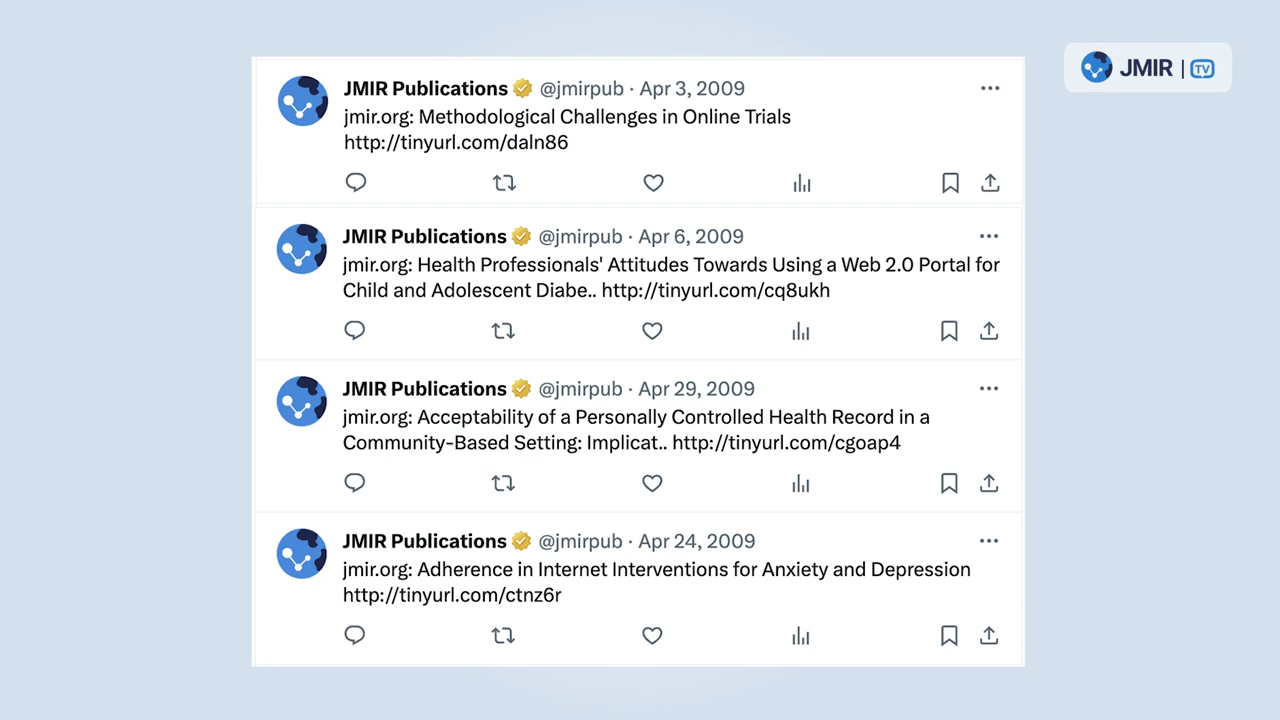 JMIR | TV
JMIR Publications @jmirpub · Apr 3, 2009
jmir.org: Methodological Challenges in Online Trials
http://tinyurl.com/daln86
JMIR Publications @jmirpub · Apr 6, 2009
jmir.org: Health Professionals' Attitudes Towards Using a Web 2.0 Portal for
Child and Adolescent Diabe.. http://tinyurl.com/cq8ukh
JMIR Publications @jmirpub · Apr 29, 2009
jmir.org: Acceptability of a Personally Controlled Health Record in a
Community-Based Setting: Implicat.. http://tinyurl.com/cgoap4
JMIR Publications @jmirpub · Apr 24, 2009
jmir.org: Adherence in Internet Interventions for Anxiety and Depression
http://tinyurl.com/ctnz6r